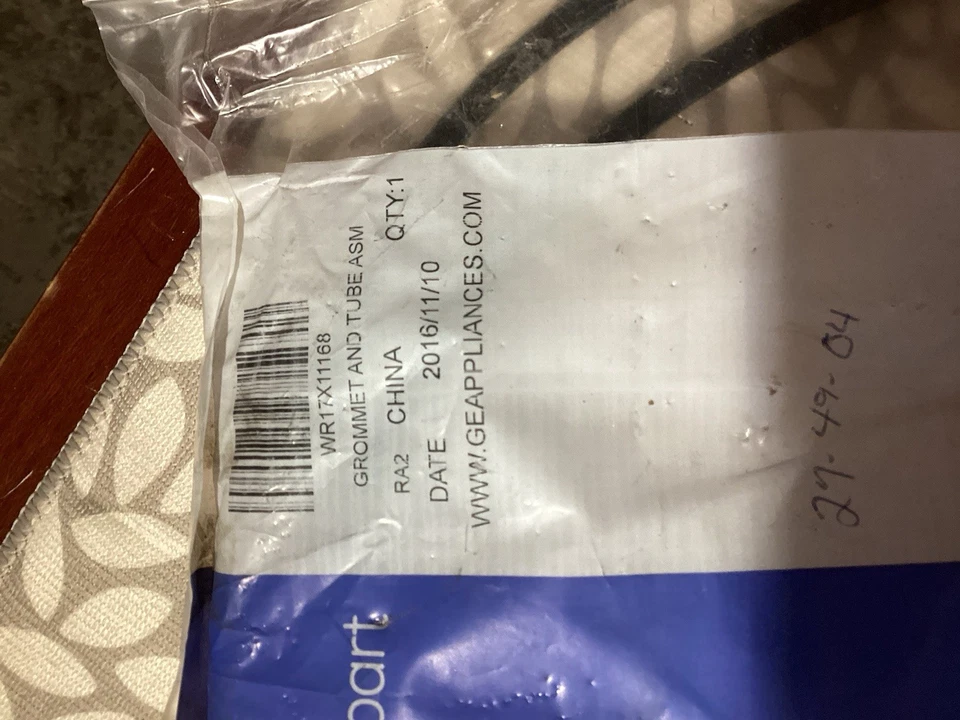 WR17X11168
GROMMET AND TUBE ASM
RA2 CHINA QTY:1
DATE 2016/11/10
WWW.GEAPPLIANCES.COM
27-49-04
part